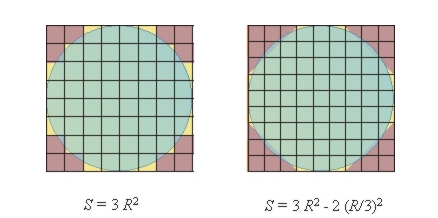 S = 3 R²
S = 3 R² - 2 (R/3)²